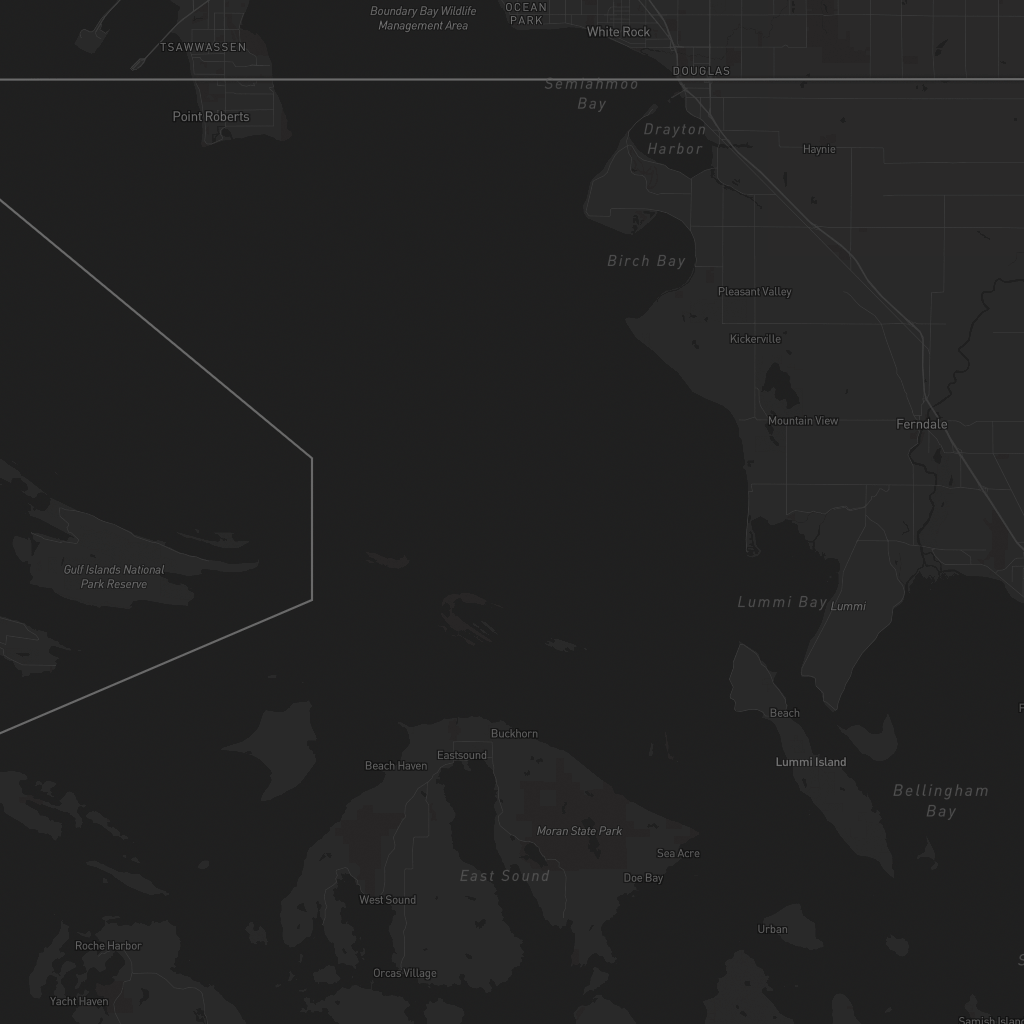 Boundary Bay Wildlife
Management Area
OCEAN
PARK
White Rock
TSAWWASSEN
DOUGLAS
Semiahmoo
Bay
Point Roberts
Drayton
Harbor
Haynie
Birch Bay
Pleasant Valley
Kickerville
Mountain View
Ferndale
Gulf Islands National
Park Reserve
Lummi Bay
Lummi
Beach
Buckhorn
Eastsound
Beach Haven
Lummi Island
Bellingham
Bay
Moran State Park
Sea Acre
East Sound
Doe Bay
West Sound
Urban
Roche Harbor
Orcas Village
Yacht Haven
Samish Island